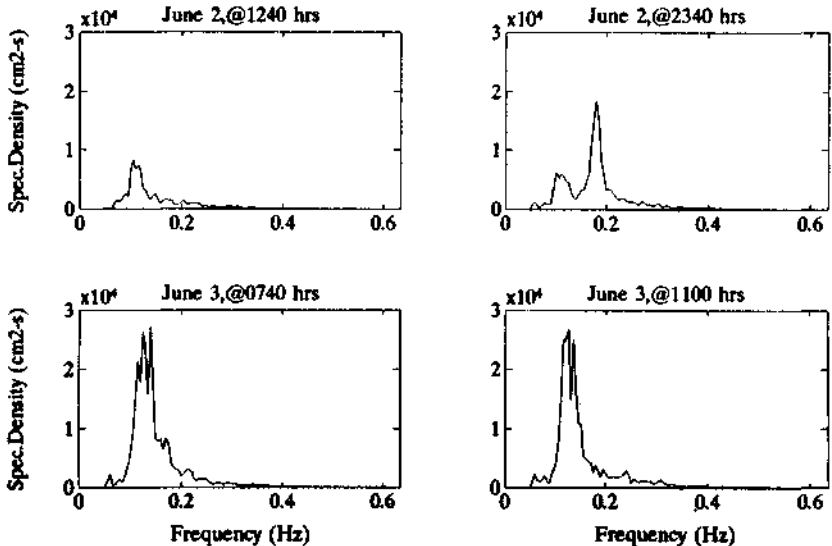 x10⁴ June 2,@1240 hrs
Spec.Density (cm2-s)
3
2
1
0
0 0.2 0.4 0.6
x10⁴ June 2,@2340 hrs
3
2
1
0
0 0.2 0.4 0.6
x10⁴ June 3,@0740 hrs
Spec.Density (cm2-s)
3
2
1
0
0 0.2 0.4 0.6
Frequency (Hz)
x10⁴ June 3,@1100 hrs
3
2
1
0
0 0.2 0.4 0.6
Frequency (Hz)